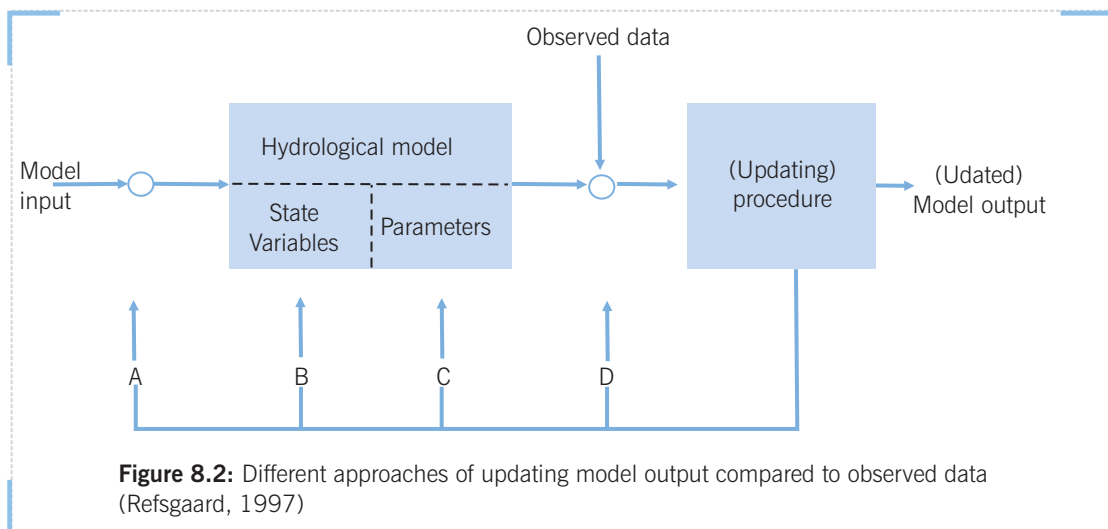 Observed data
Hydrological model
Model
input
State
Variables
Parameters
(Updating)
procedure
(Udated)
Model output
A
B
C
D
Figure 8.2: Different approaches of updating model output compared to observed data
(Refsgaard, 1997)